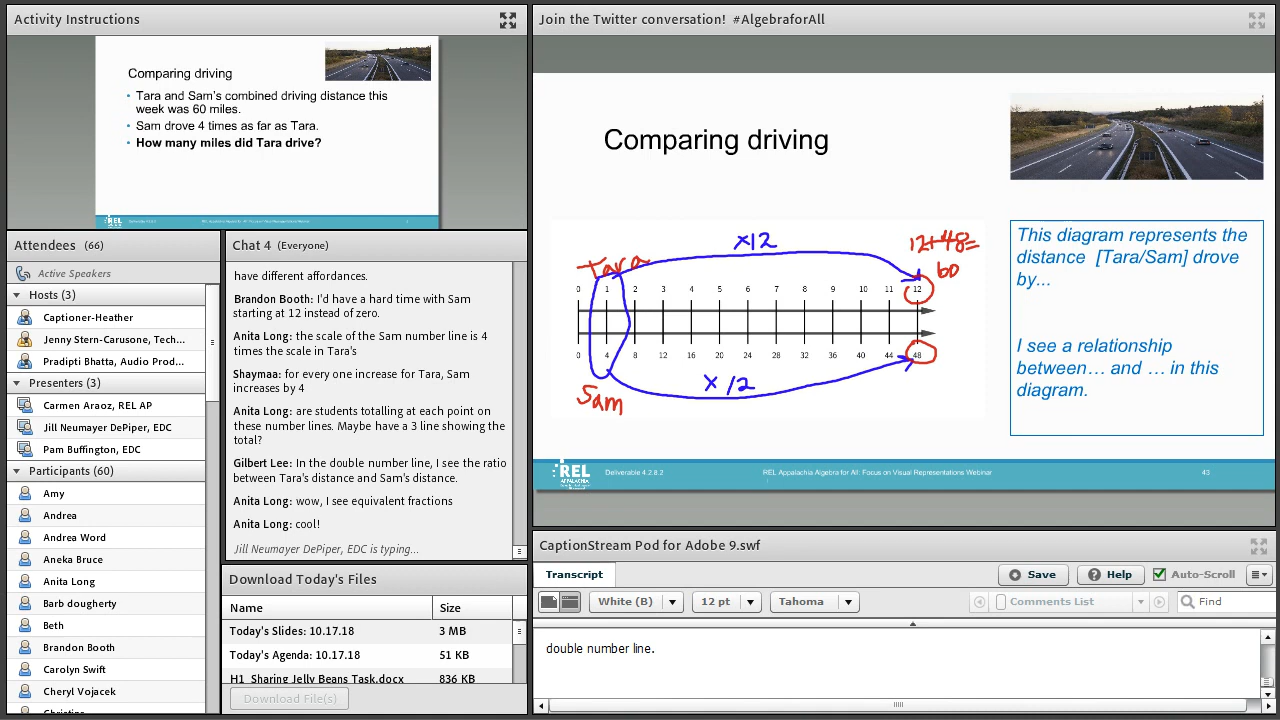 Activity Instructions
Comparing driving
• Tara and Sam's combined driving distance this
week was 60 miles.
• Sam drove 4 times as far as Tara.
• How many miles did Tara drive?
REL
Attendees (66)
Active Speakers
Hosts (3)
Captioner-Heather
Jenny Stern-Carusone, Tech...
Pradipti Bhatta, Audio Prod...
Presenters (3)
Carmen Araoz, REL AP
Jill Neumayer DePiper, EDC
Pam Buffington, EDC
Participants (60)
Amy
Andrea
Andrea Word
Aneka Bruce
Anita Long
Barb dougherty
Beth
Brandon Booth
Carolyn Swift
Cheryl Vojacek
Chat 4 (Everyone)
have different affordances.
Brandon Booth: I'd have a hard time with Sam
starting at 12 instead of zero.
Anita Long: the scale of the Sam number line is 4
times the scale in Tara's
Shaymaa: for every one increase for Tara, Sam
increases by 4
Anita Long: are students totalling at each point on
these number lines. Maybe have a 3 line showing the
total?
Gilbert Lee: In the double number line, I see the ratio
between Tara's distance and Sam's distance.
Anita Long: wow, I see equivalent fractions
Anita Long: cool!
Jill Neumayer DePiper, EDC is typing...
Download Today's Files
Name Size
Today's Slides: 10.17.18 3 MB
Today's Agenda: 10.17.18 51 KB
H1_Sharing Jelly Beans Task.docx 836 KB
Download File(s)
Join the Twitter conversation! #AlgebraforAll
Comparing driving
x12
12+48=
60
Tara
0 1 2 3 4 5 6 7 8 9 10 11 12
0 4 8 12 16 20 24 28 32 36 40 44 48
x 12
Sam
This diagram represents the
distance [Tara/Sam] drove
by...
I see a relationship
between... and ... in this
diagram.
REL
APPALACHIA
Deliverable 4.2.8.2
REL Appalachia Algebra for All: Focus on Visual Representations Webinar
43
CaptionStream Pod for Adobe 9.swf
Transcript
Save
Help
Auto-Scroll
White (B)
12 pt
Tahoma
Comments List
Find
double number line.